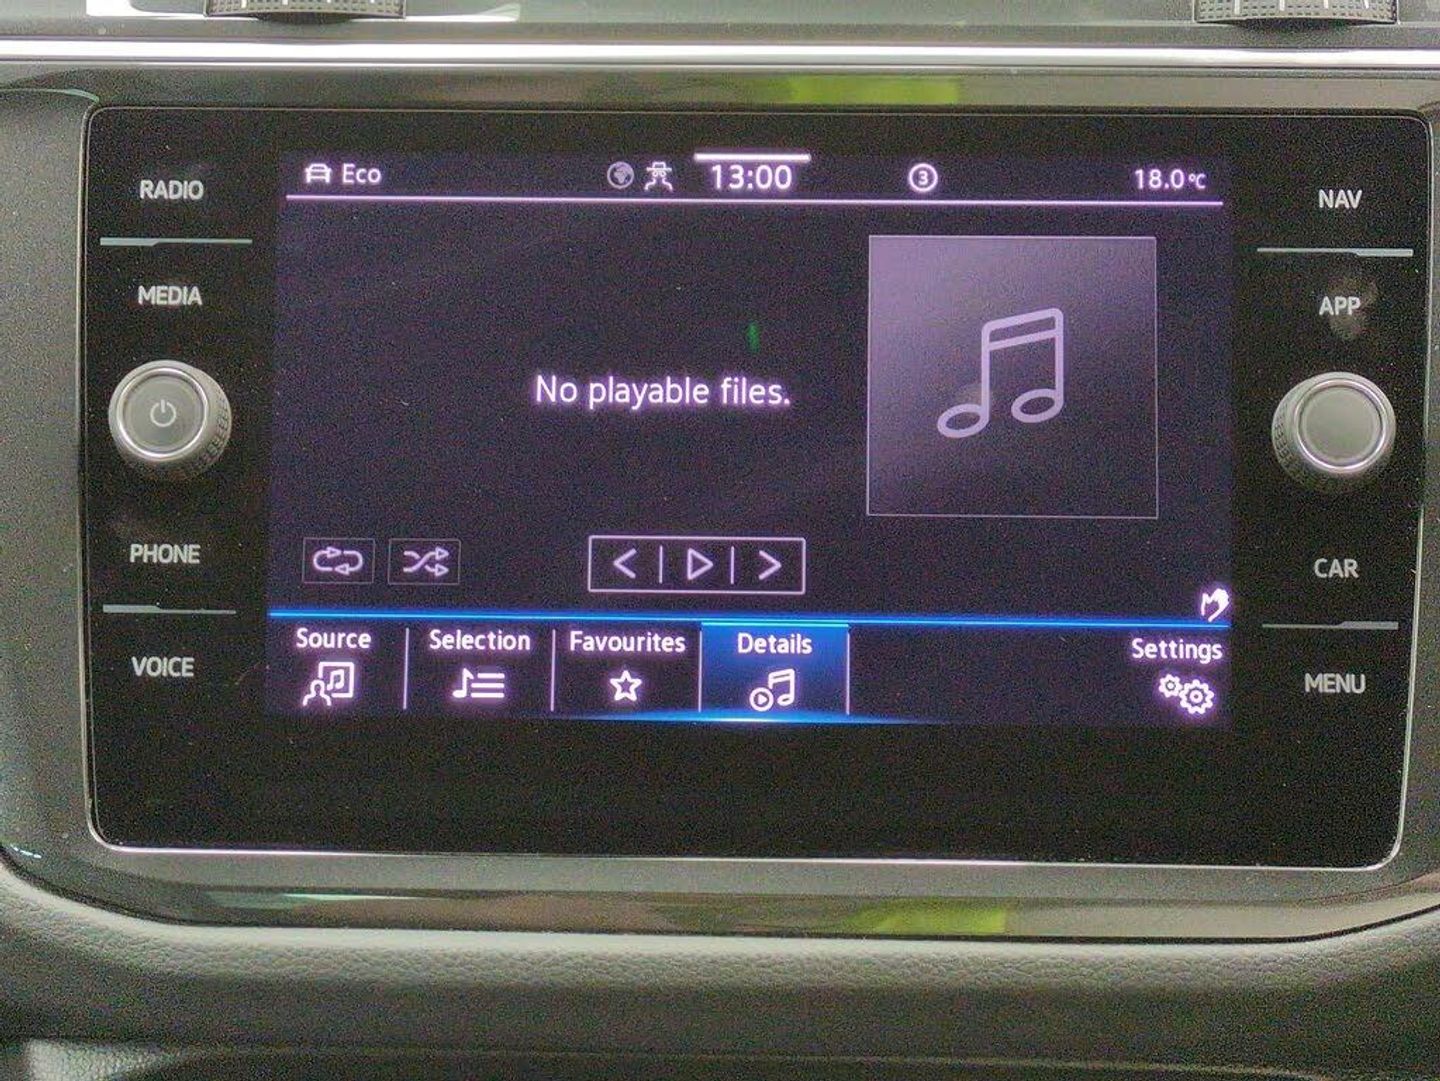 RADIO
MEDIA
PHONE
VOICE
Eco
13:00
3
18.0°C
No playable files.
Source
Selection
Favourites
Details
Settings
NAV
APP
CAR
MENU